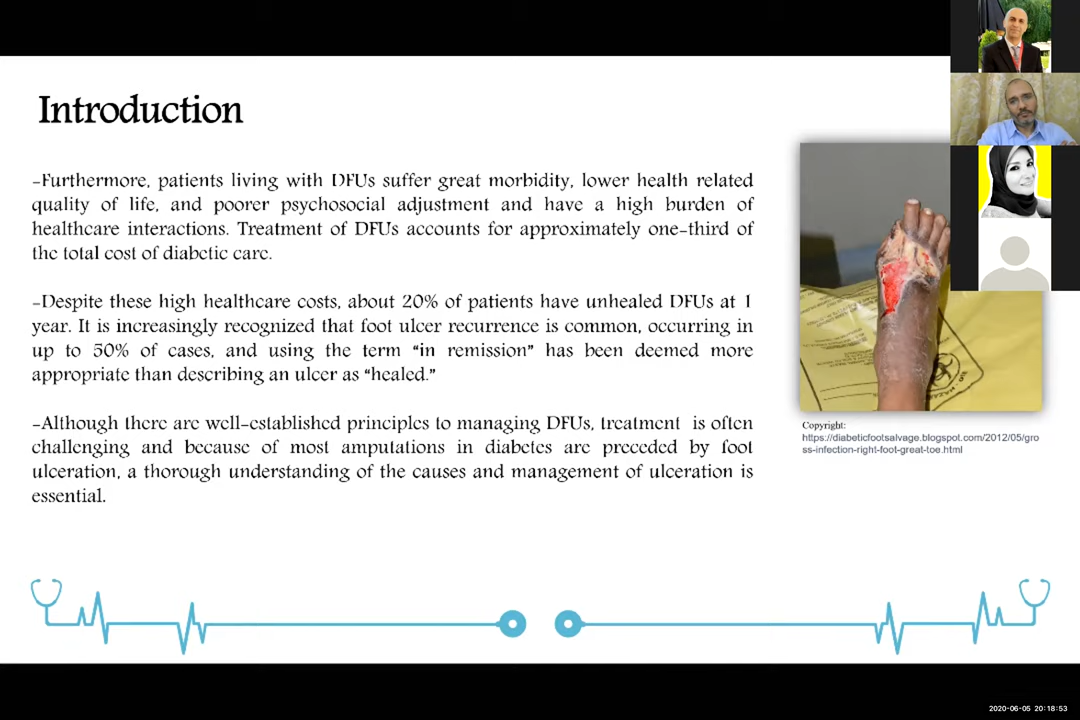 Introduction
-Furthermore, patients living with DFUs suffer great morbidity, lower health related
quality of life, and poorer psychosocial adjustment and have a high burden of
healthcare interactions. Treatment of DFUs accounts for approximately one-third of
the total cost of diabetic care.
-Despite these high healthcare costs, about 20% of patients have unhealed DFUs at 1
year. It is increasingly recognized that foot ulcer recurrence is common, occurring in
up to 50% of cases, and using the term “in remission” has been deemed more
appropriate than describing an ulcer as “healed.”
-Although there are well-established principles to managing DFUs, treatment is often
challenging and because of most amputations in diabetes are preceded by foot
ulceration, a thorough understanding of the causes and management of ulceration is
essential.
Copyright:
https://diabeticfootsalvage.blogspot.com/2012/05/gro
ss-infection-right-foot-great-toe.html
2020-06-05 20:18:53